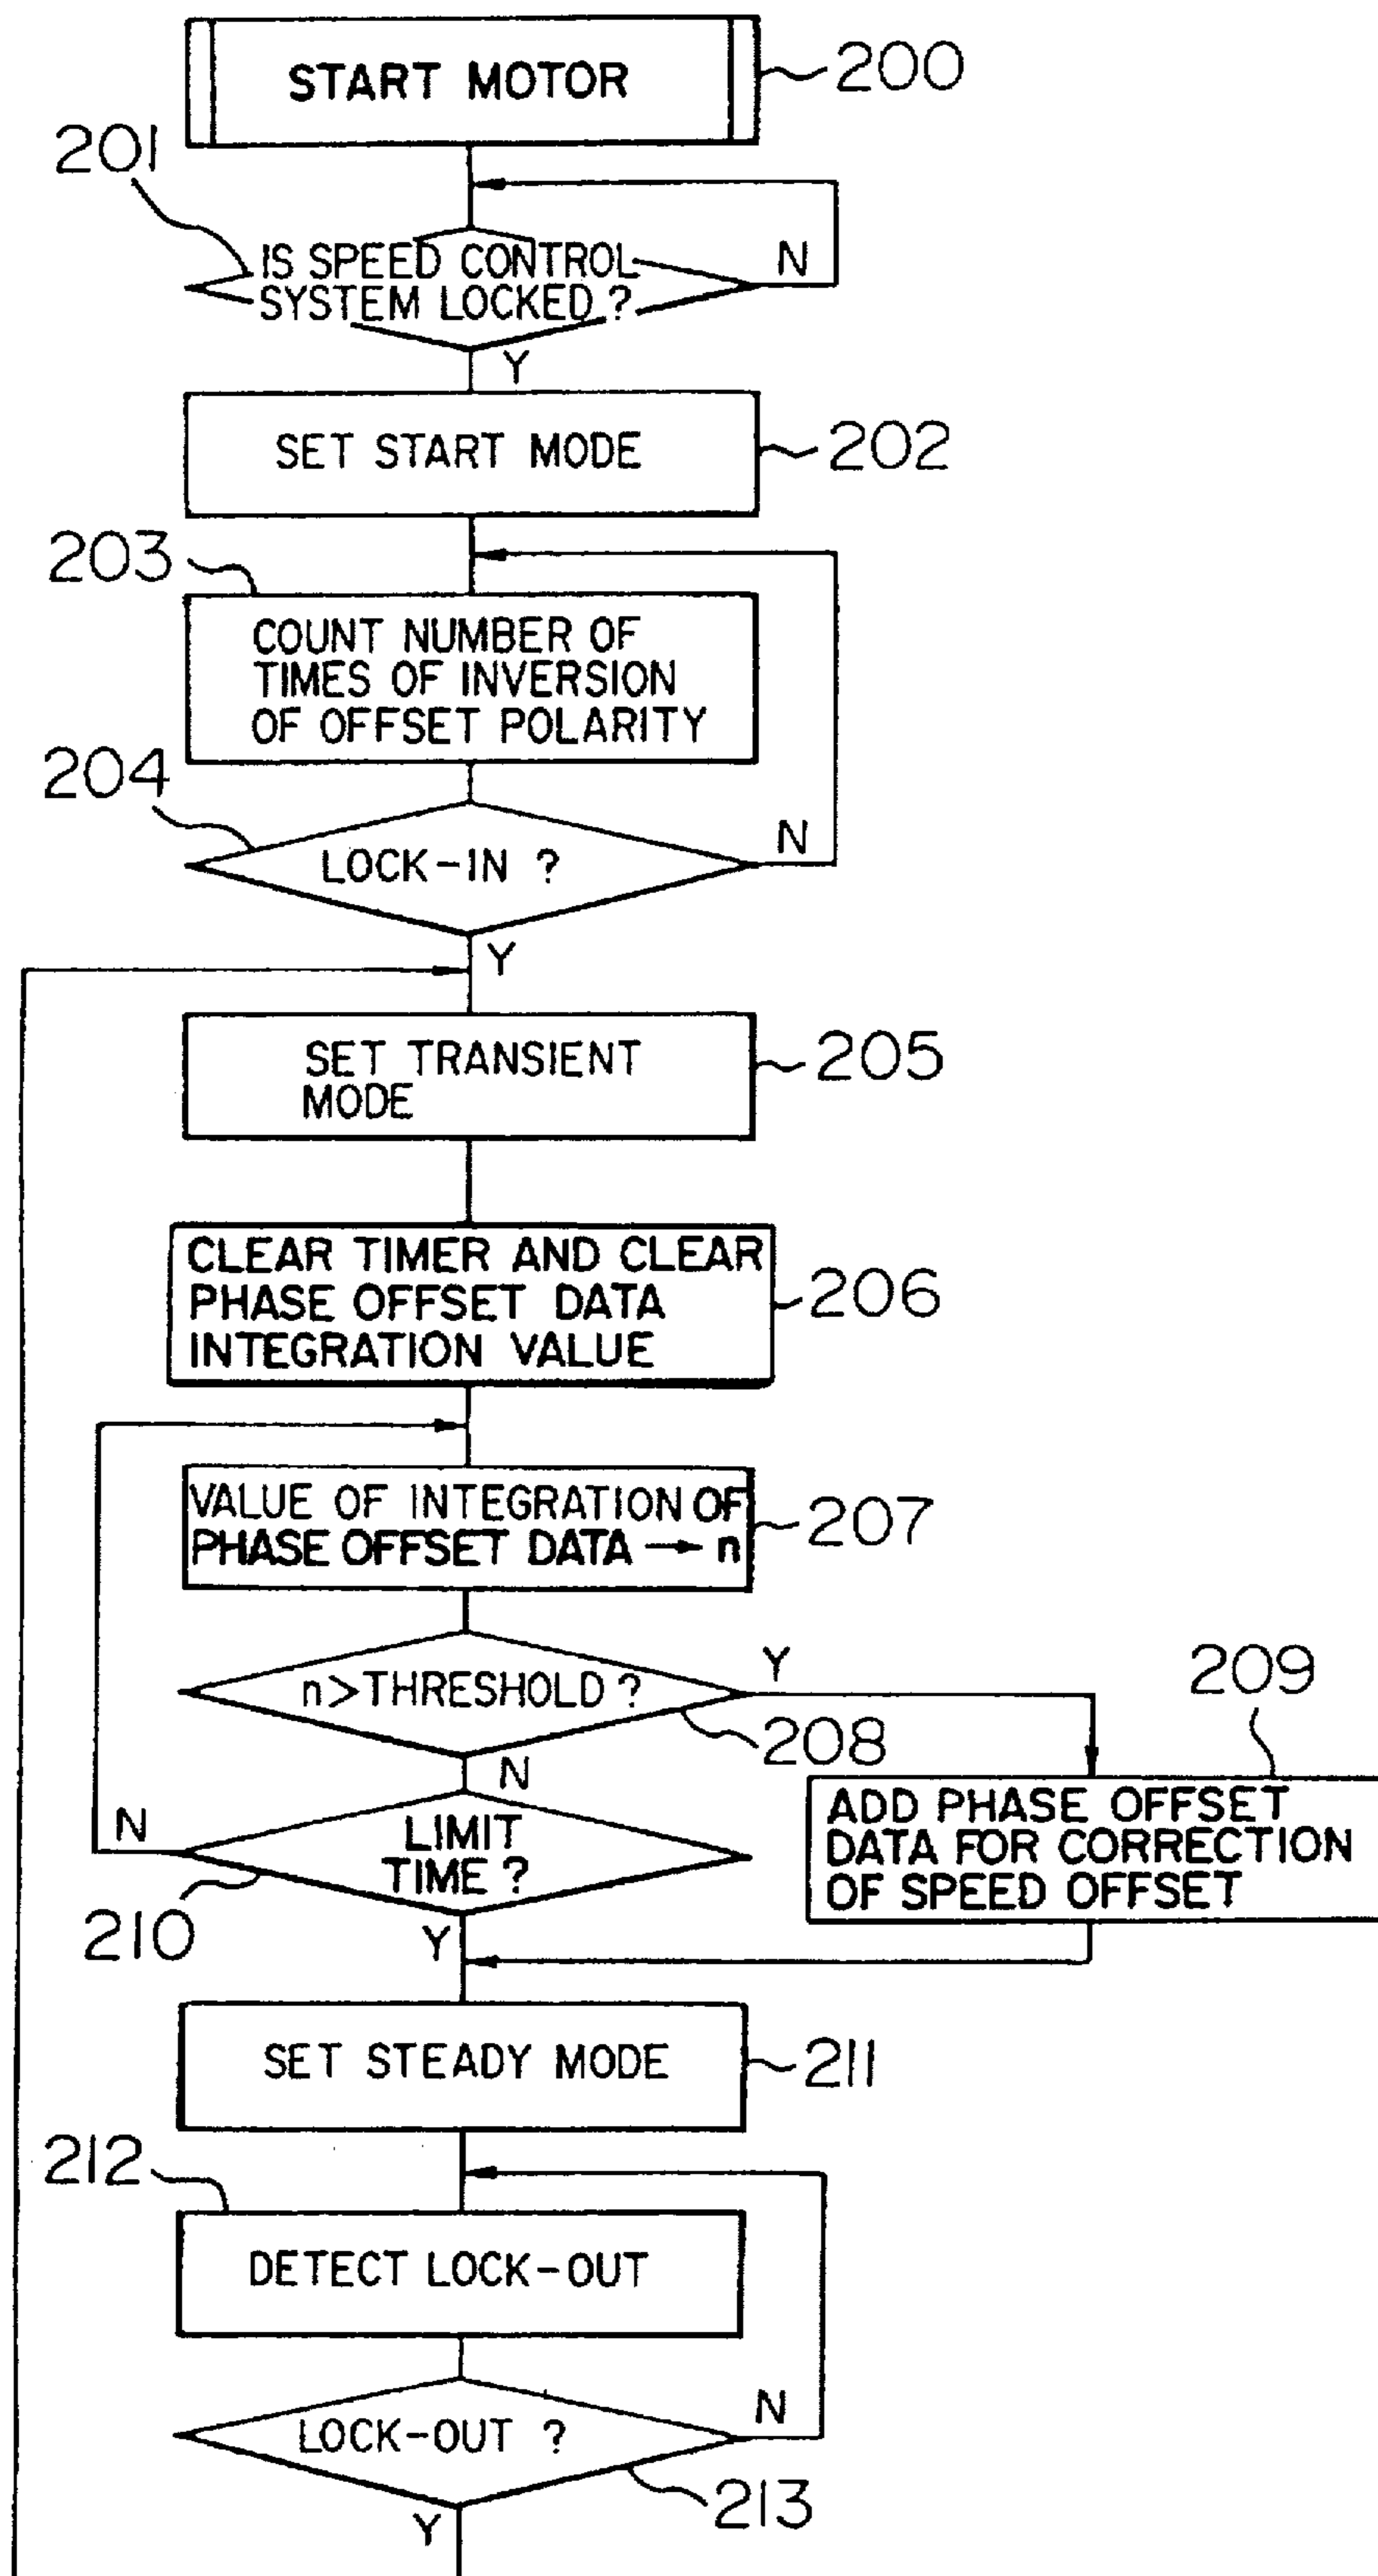 START MOTOR
200
201
IS SPEED CONTROL
SYSTEM LOCKED ?
N
Y
SET START MODE
202
203
COUNT NUMBER OF
TIMES OF INVERSION
OF OFFSET POLARITY
204
LOCK-IN ?
N
Y
SET TRANSIENT
MODE
205
CLEAR TIMER AND CLEAR
PHASE OFFSET DATA
INTEGRATION VALUE
206
VALUE OF INTEGRATION OF
PHASE OFFSET DATA → n
207
n>THRESHOLD ?
Y
208
209
N
ADD PHASE OFFSET
DATA FOR CORRECTION
OF SPEED OFFSET
N
LIMIT
TIME ?
210
Y
SET STEADY MODE
211
212
DETECT LOCK-OUT
LOCK-OUT ?
N
213
Y